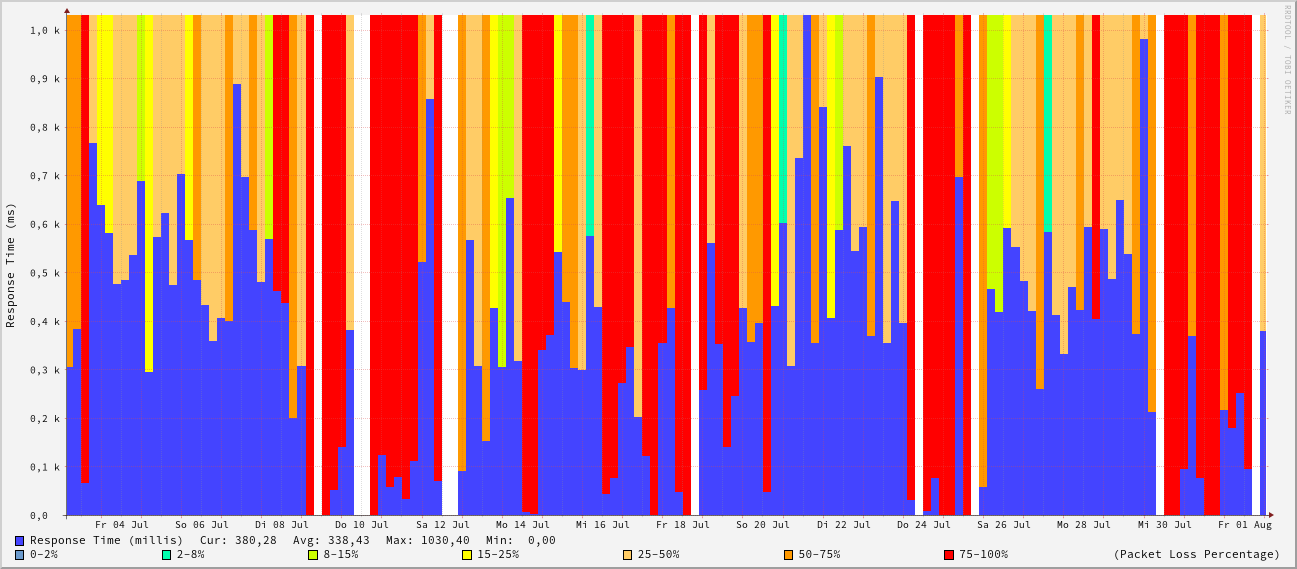 RRDTOOL / TOBI OETIKER
Response Time (ms)
1,0 k
0,9 k
0,8 k
0,7 k
0,6 k
0,5 k
0,4 k
0,3 k
0,2 k
0,1 k
0,0
Fr 04 Jul So 06 Jul Di 08 Jul Do 10 Jul Sa 12 Jul Mo 14 Jul Mi 16 Jul Fr 18 Jul So 20 Jul Di 22 Jul Do 24 Jul Sa 26 Jul Mo 28 Jul Mi 30 Jul Fr 01 Aug
Response Time (millis) Cur: 380,28 Avg: 338,43 Max: 1030,40 Min: 0,00
0-2% 2-8% 8-15% 15-25% 25-50% 50-75% 75-100% (Packet Loss Percentage)